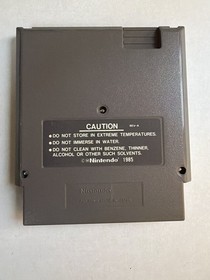 CAUTION
● DO NOT STORE IN EXTREME TEMPERATURES.
● DO NOT IMMERSE IN WATER.
● DO NOT CLEAN WITH BENZENE, THINNER,
ALCOHOL OR OTHER SUCH SOLVENTS.
Nintendo 1985